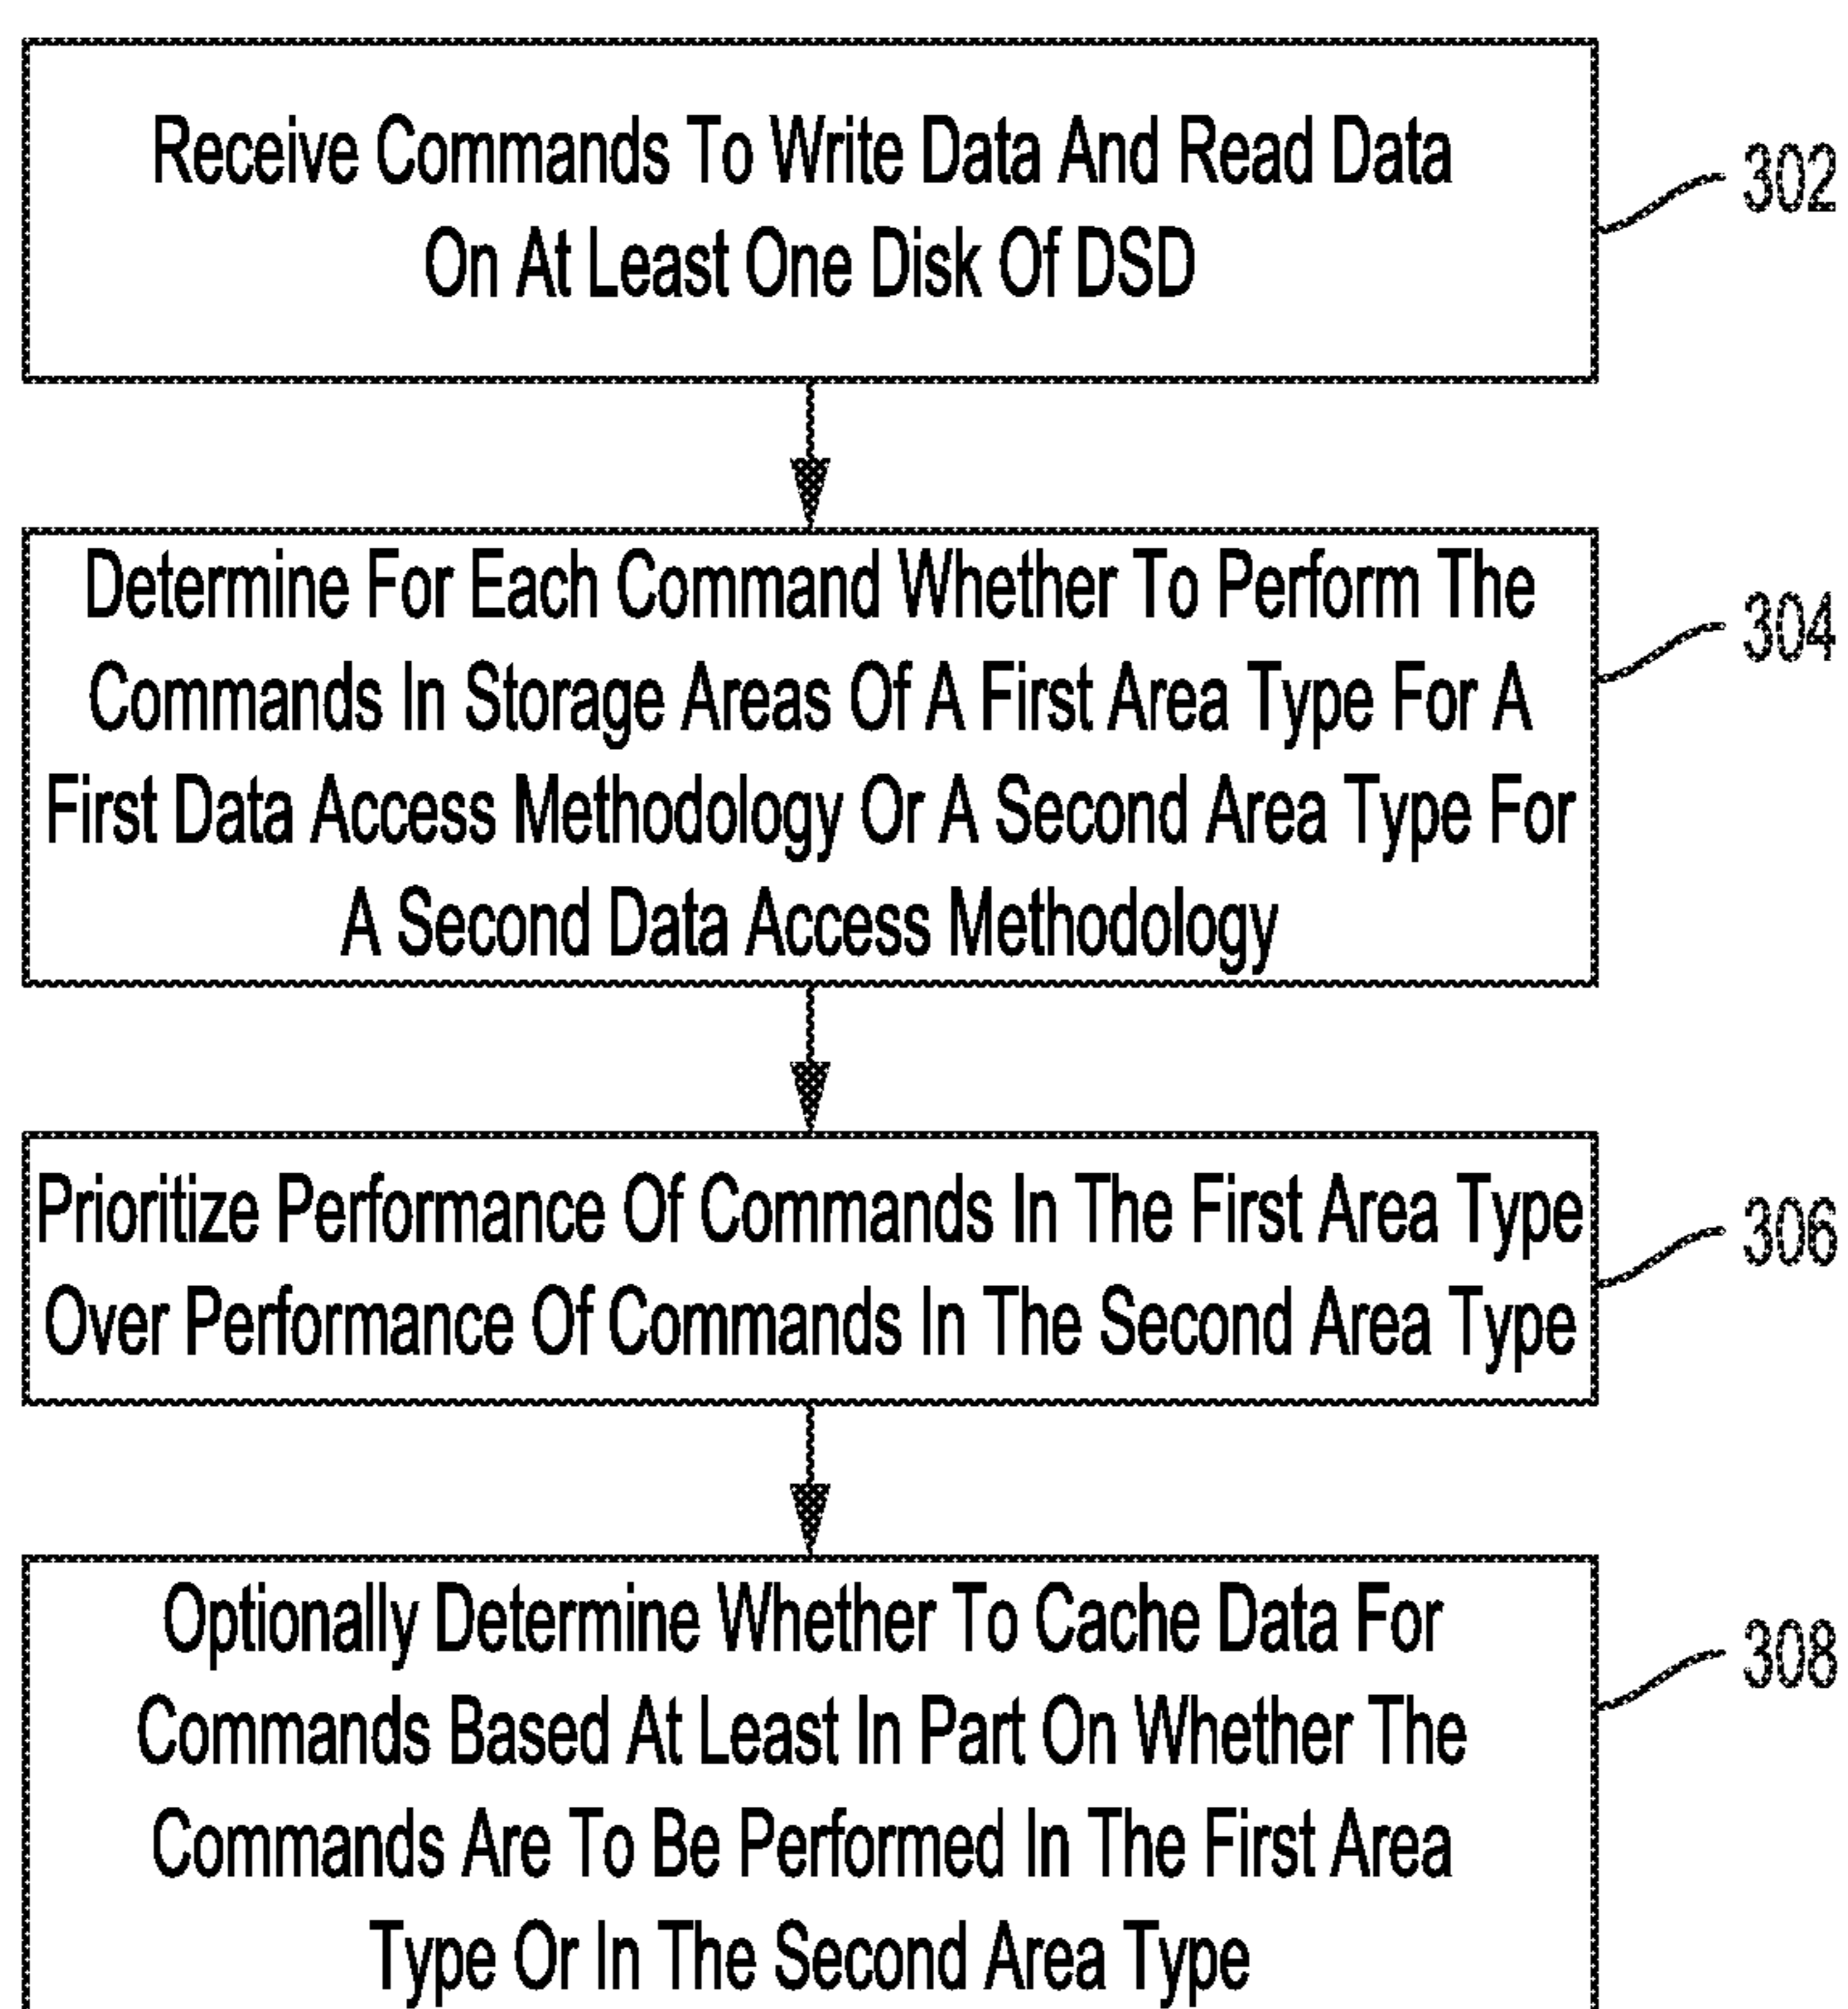 Receive Commands To Write Data And Read Data
On At Least One Disk Of DSD
302
Determine For Each Command Whether To Perform The
Commands In Storage Areas Of A First Area Type For A
First Data Access Methodology Or A Second Area Type For
A Second Data Access Methodology
304
Prioritize Performance Of Commands In The First Area Type
Over Performance Of Commands In The Second Area Type
306
Optionally Determine Whether To Cache Data For
Commands Based At Least In Part On Whether The
Commands Are To Be Performed In The First Area
Type Or In The Second Area Type
308